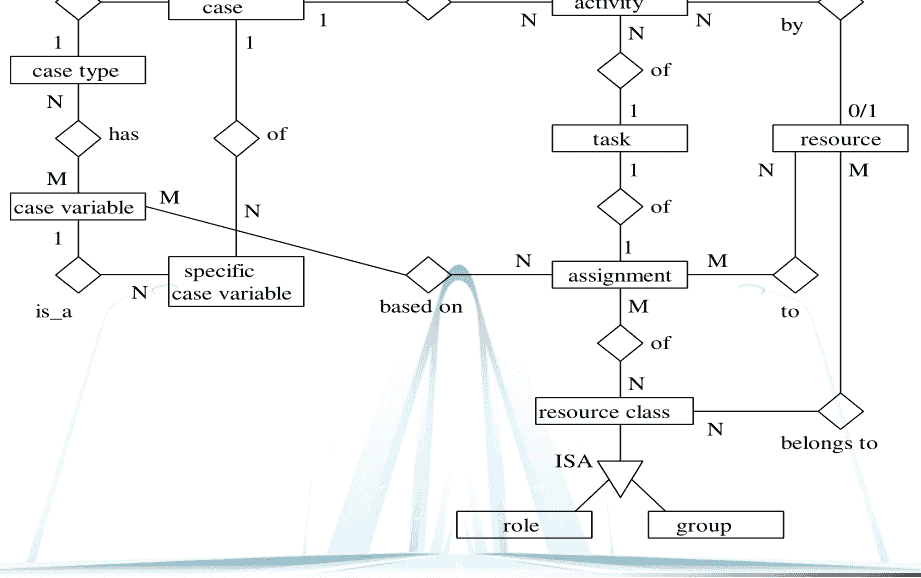 case
1
N
activity
N
by
1
1
N
of
case type
N
1
0/1
has
of
task
resource
M
1
N
M
case variable
M
N
of
1
1
specific
case variable
N
is_a
based on
N
assignment
M
to
M
of
N
resource class
N
belongs to
ISA
role
group